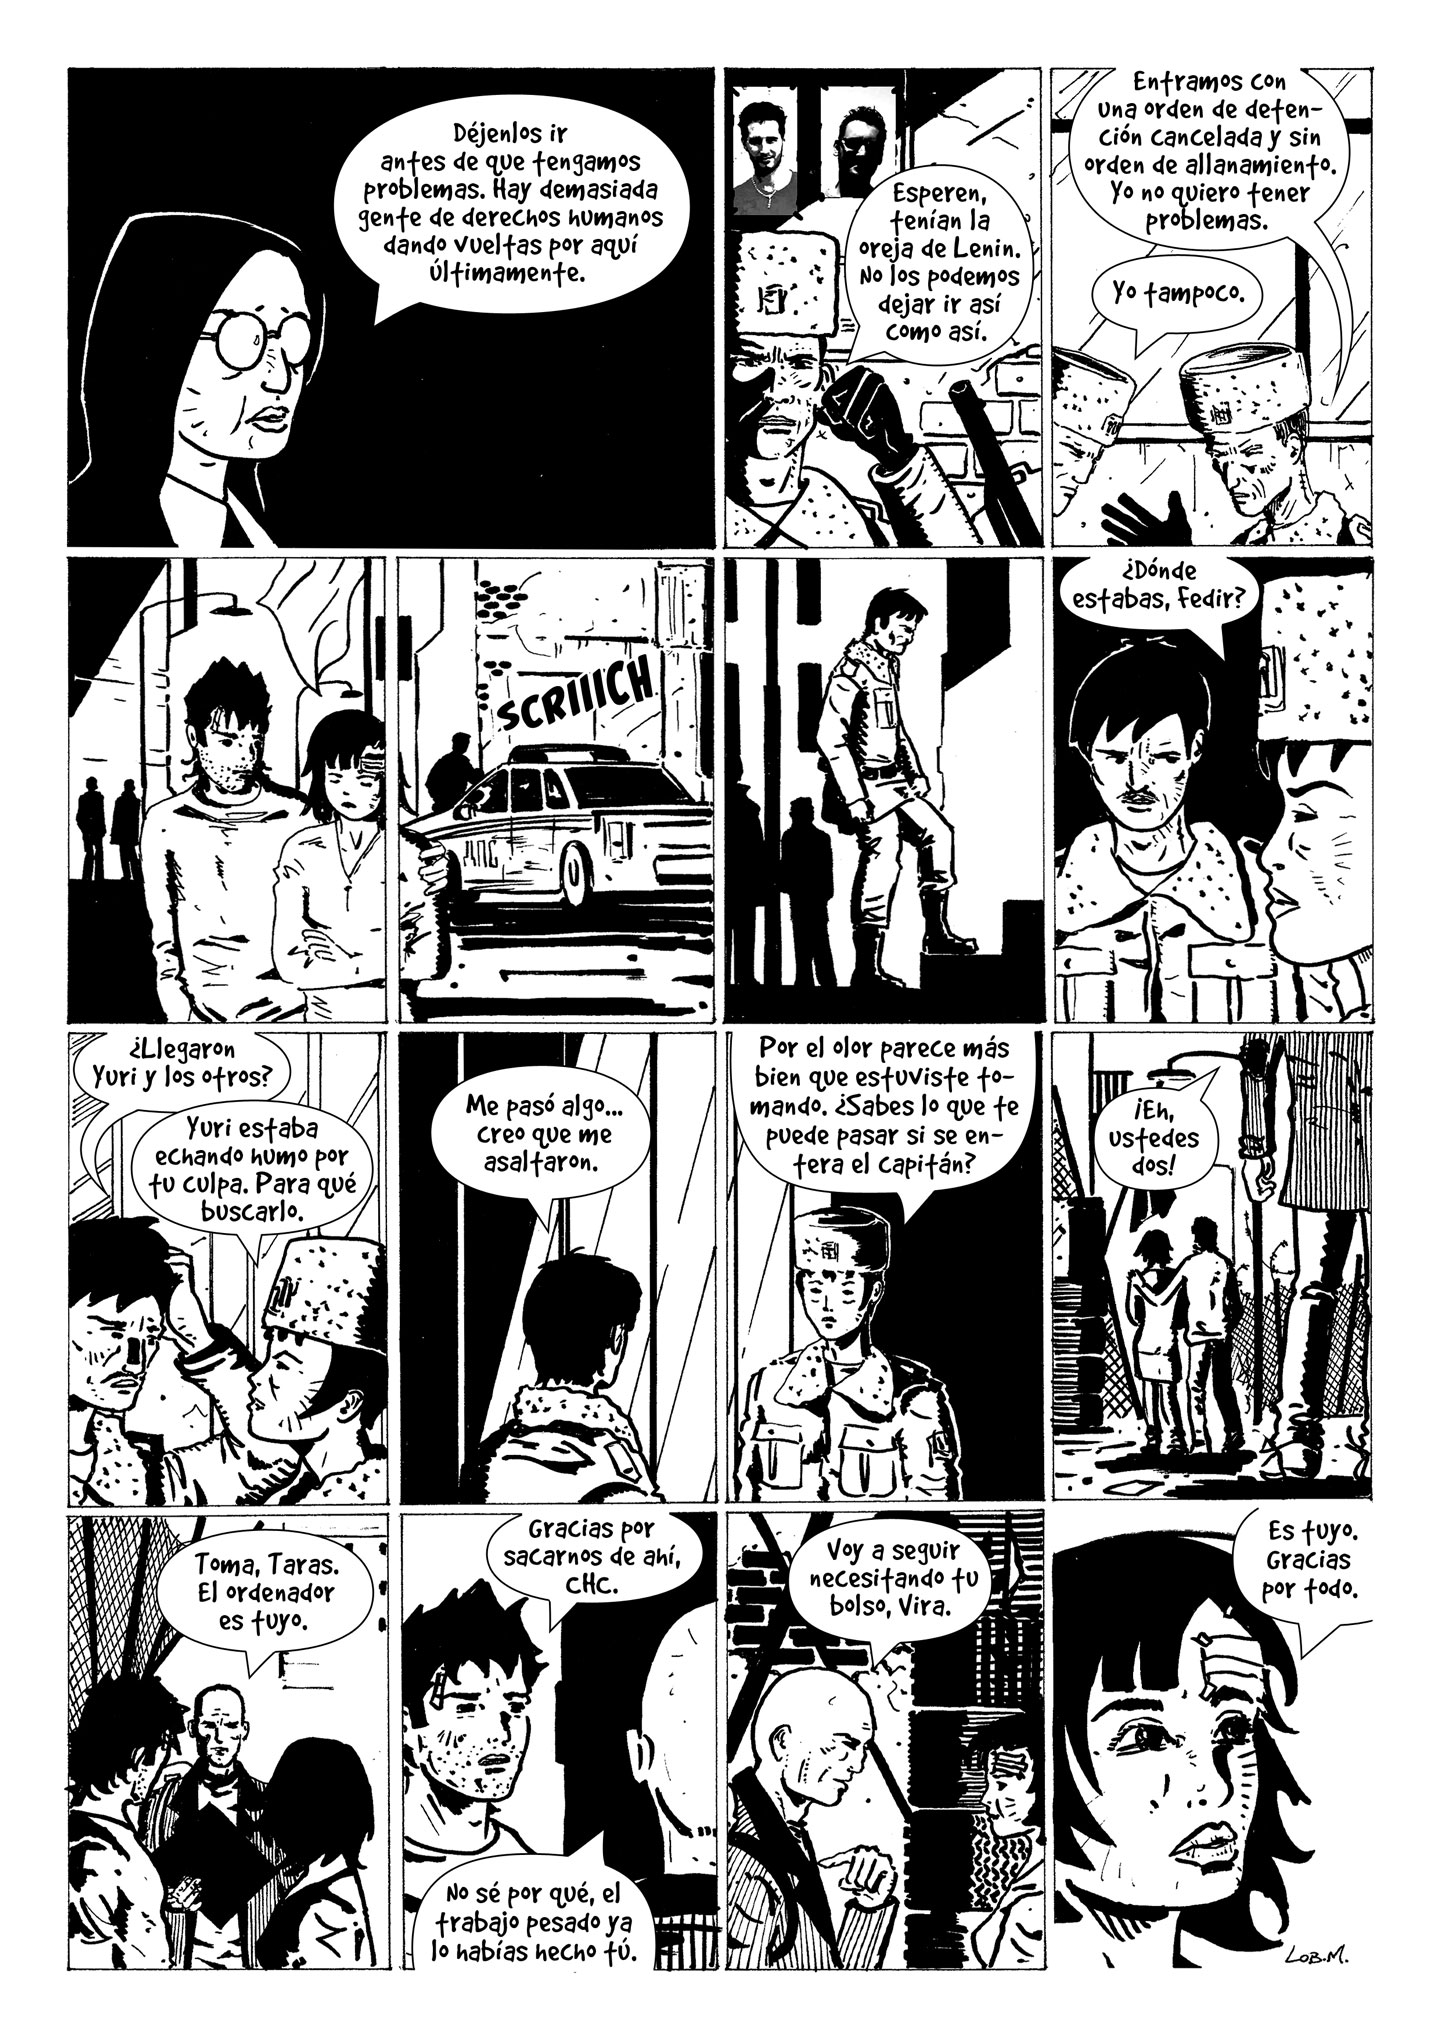 Déjenlos ir
antes de que tengamos
problemas. Hay demasiada
gente de derechos humanos
dando vueltas por aquí
últimamente.
Esperen,
tenían la
oreja de Lenin.
No los podemos
dejar ir así
como así.
Entramos con
una orden de deten-
ción cancelada y sin
orden de allanamiento.
Yo no quiero tener
problemas.
Yo tampoco.
SCRIIICH
¿Dónde
estabas, Fedir?
¿Llegaron
Yuri y los otros?
Yuri estaba
echando humo por
tu culpa. Para qué
buscarlo.
Me pasó algo...
creo que me
asaltaron.
Por el olor parece más
bien que estuviste to-
mando. ¿Sabes lo que te
puede pasar si se en-
tera el capitán?
¡Eh,
ustedes
dos!
Toma, Taras.
El ordenador
es tuyo.
Gracias por
sacarnos de ahí,
CHC.
No sé por qué, el
trabajo pesado ya
lo habías hecho tú.
Voy a seguir
necesitando tu
bolso, Vira.
Es tuyo.
Gracias
por todo.
LOB.M.